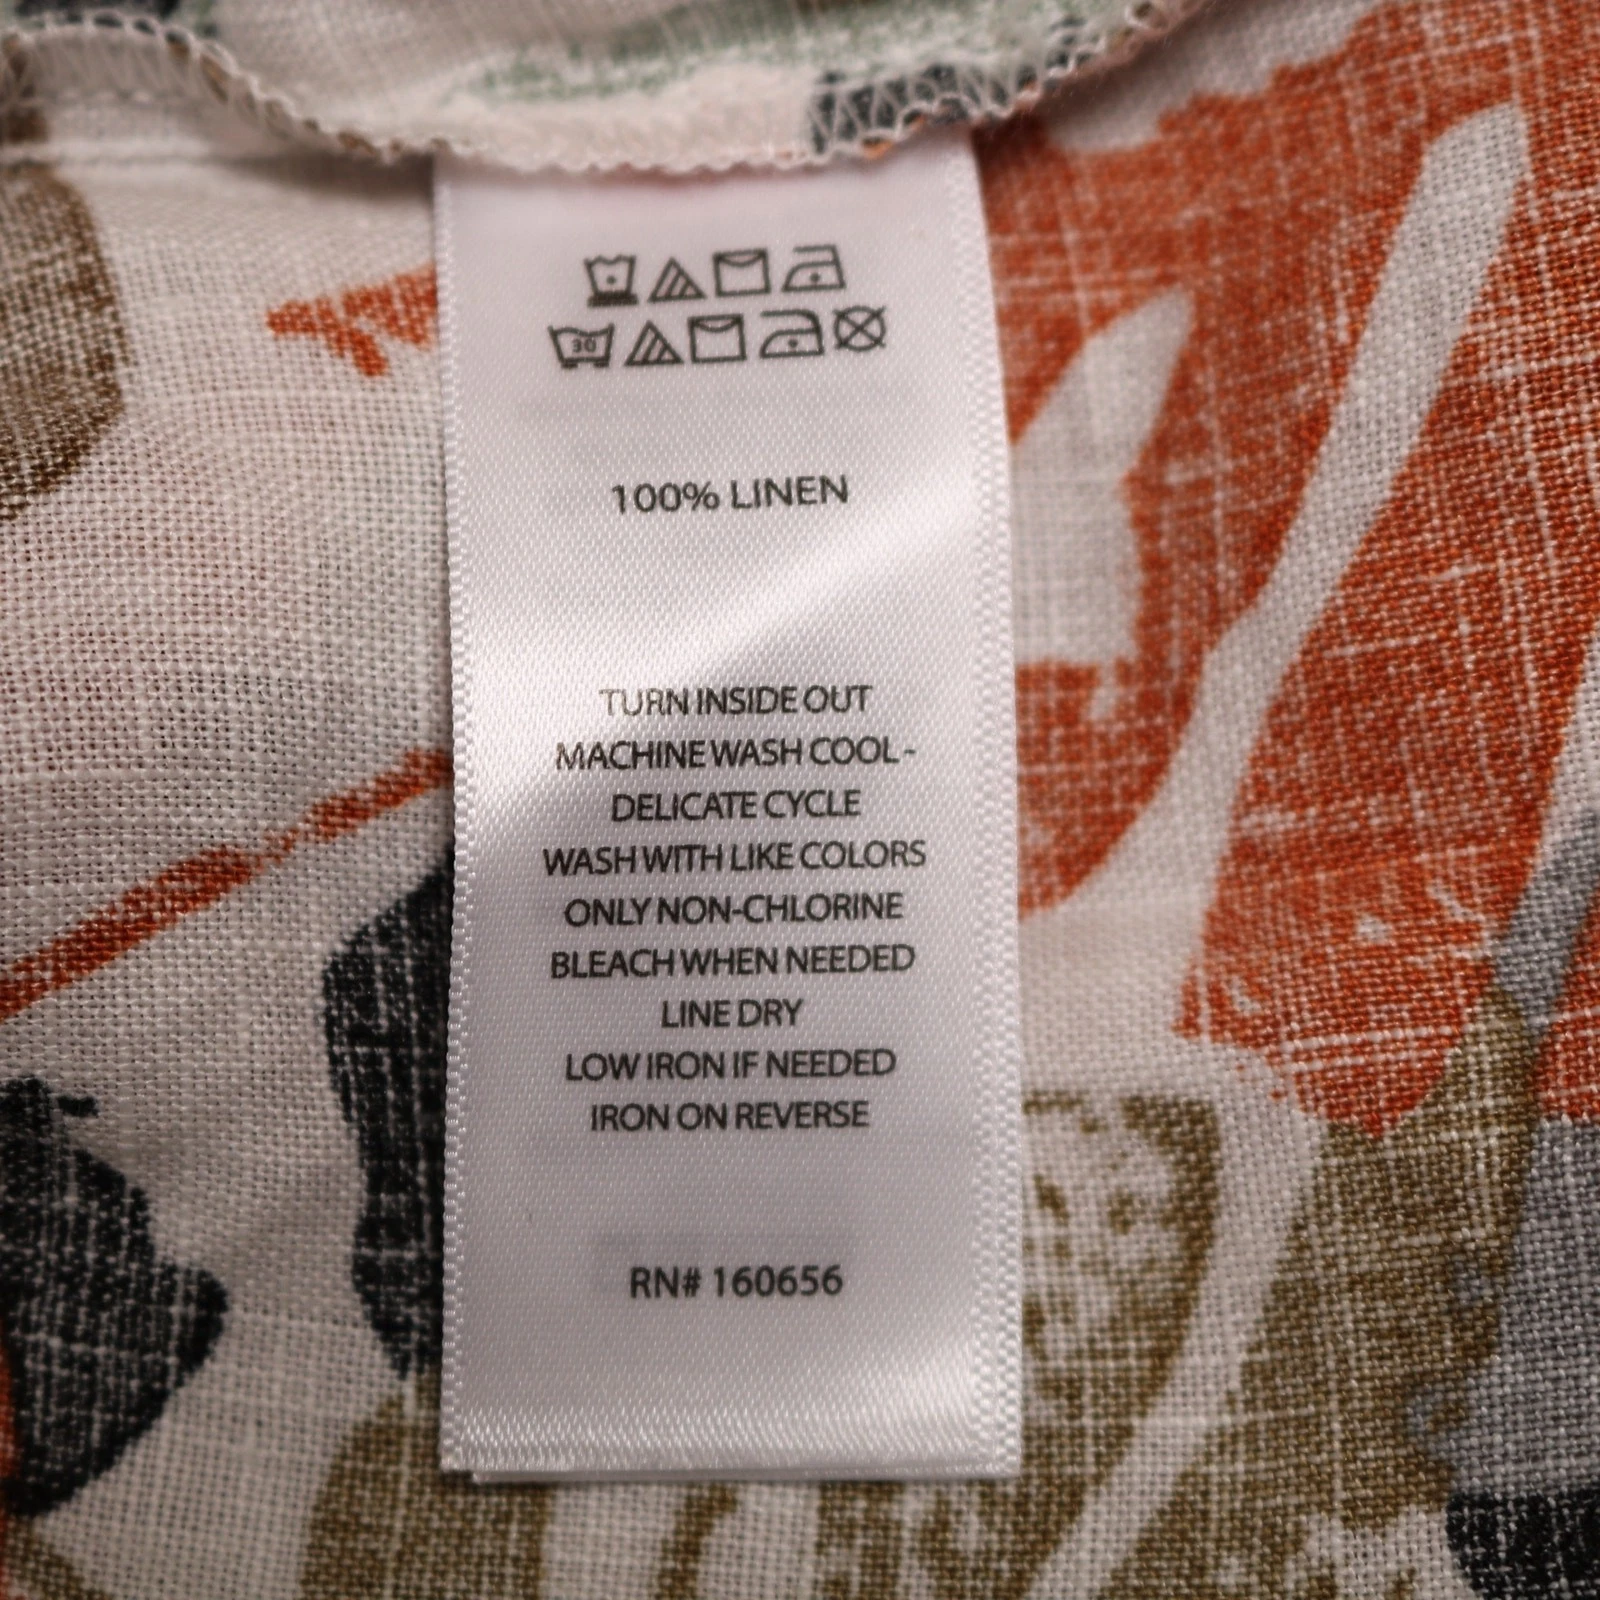 30
100% LINEN
TURN INSIDE OUT
MACHINE WASH COOL -
DELICATE CYCLE
WASH WITH LIKE COLORS
ONLY NON-CHLORINE
BLEACH WHEN NEEDED
LINE DRY
LOW IRON IF NEEDED
IRON ON REVERSE
RN# 160656